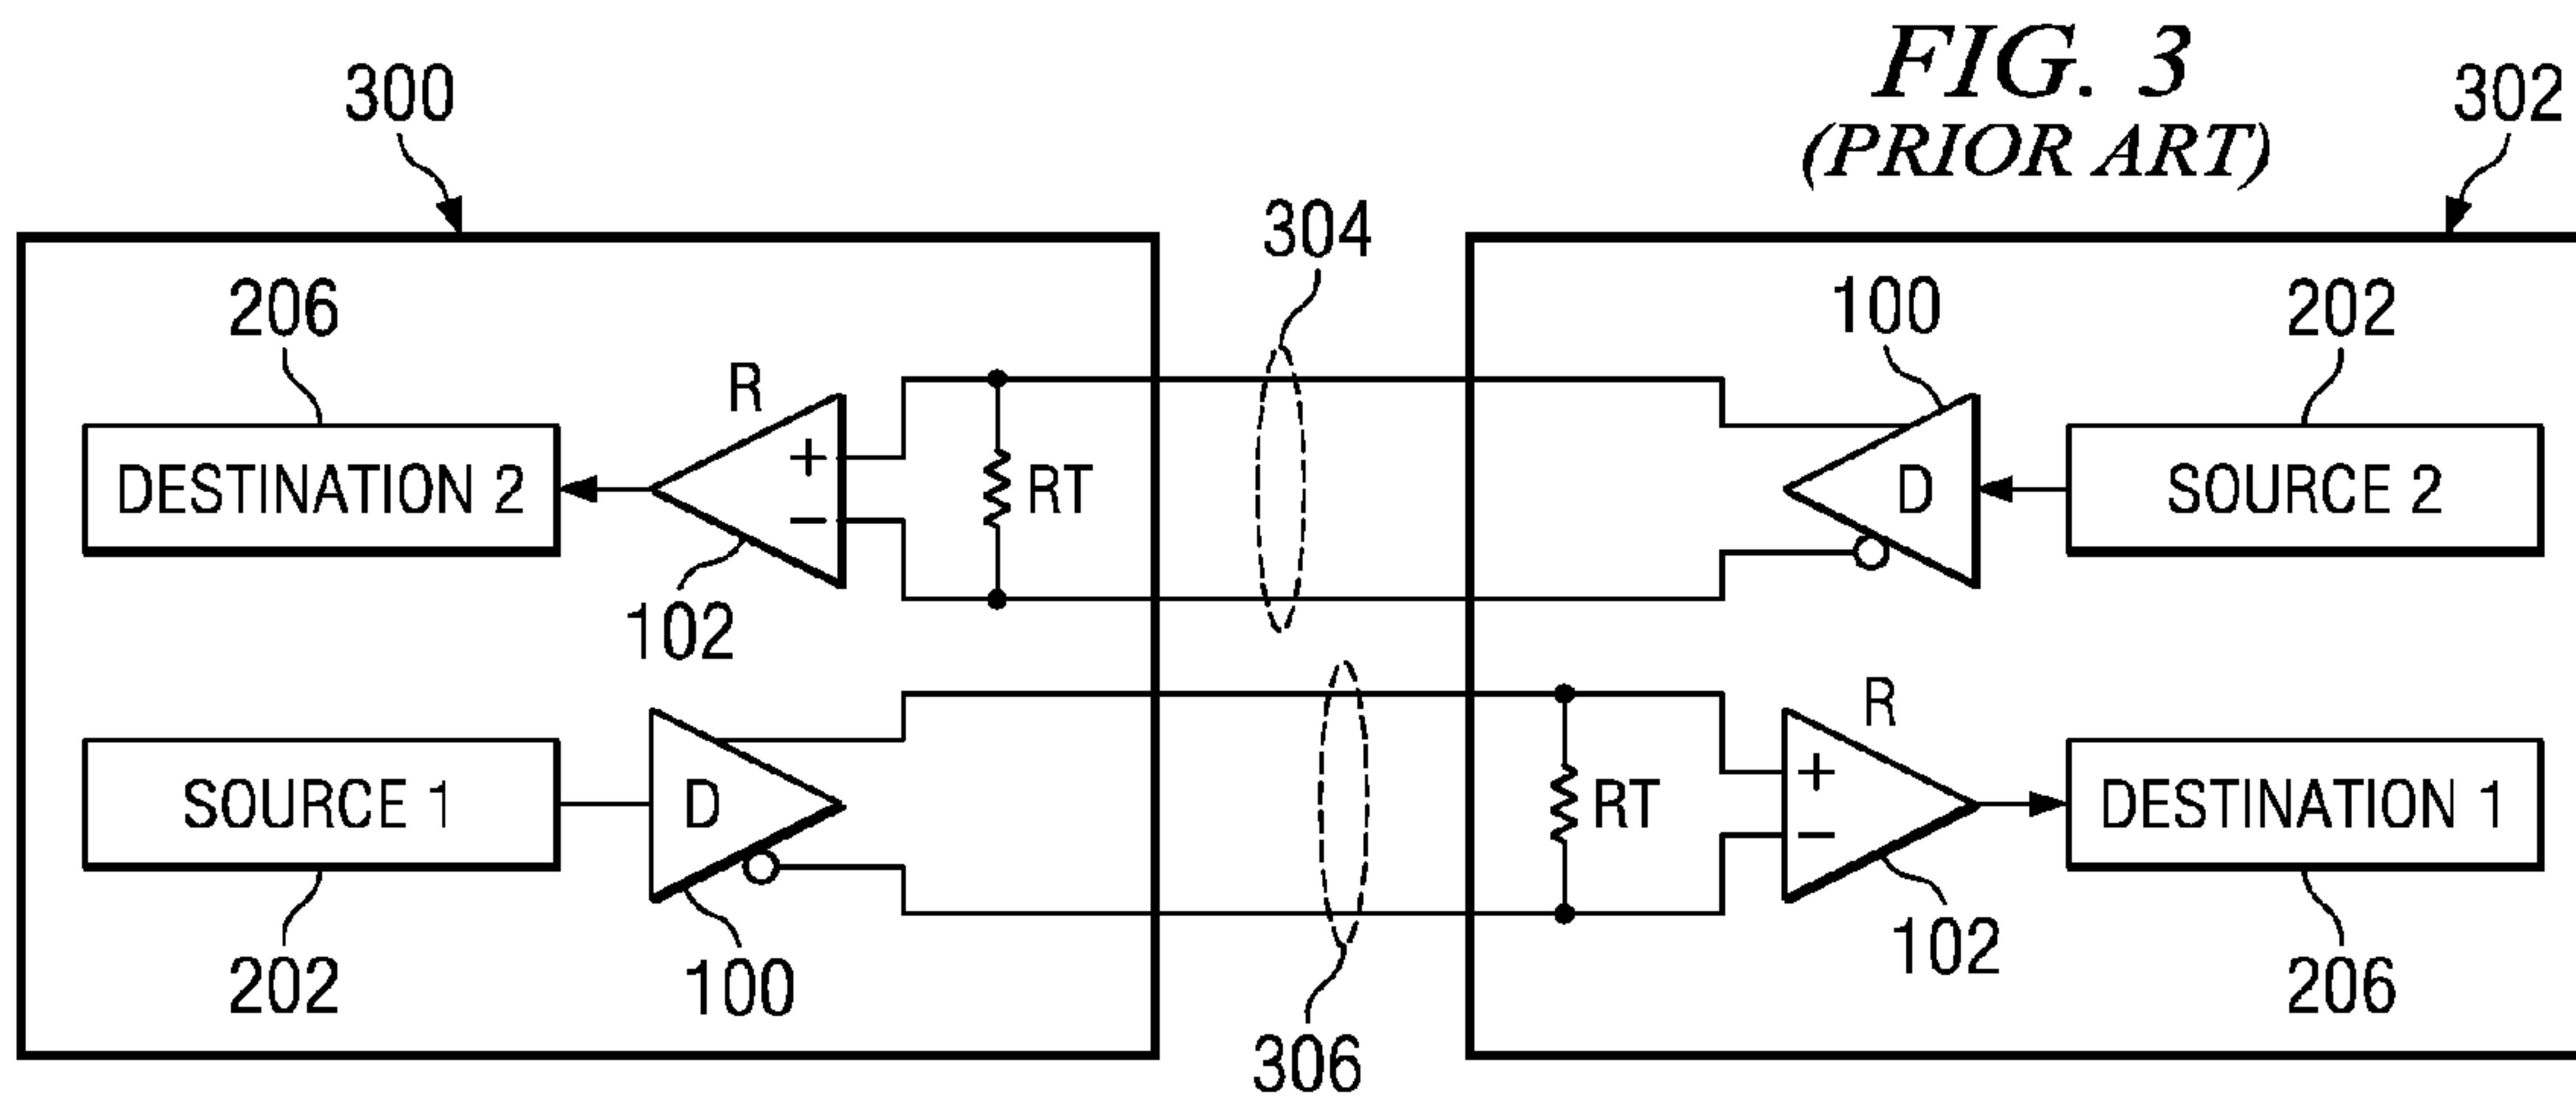 FIG. 3
(PRIOR ART)
300
302
304
206
100
202
R
+
−
RT
D
DESTINATION 2
SOURCE 2
102
R
SOURCE 1
D
RT
+
−
DESTINATION 1
202
100
102
206
306